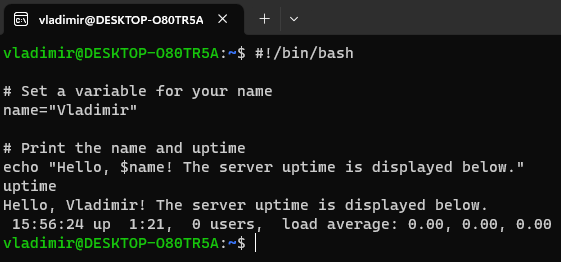 vladimir@DESKTOP-O80TR5A
vladimir@DESKTOP-O80TR5A:~$ #!/bin/bash
# Set a variable for your name
name="Vladimir"
# Print the name and uptime
echo "Hello, $name! The server uptime is displayed below."
uptime
Hello, Vladimir! The server uptime is displayed below.
 15:56:24 up  1:21,  0 users,  load average: 0.00, 0.00, 0.00
vladimir@DESKTOP-O80TR5A:~$